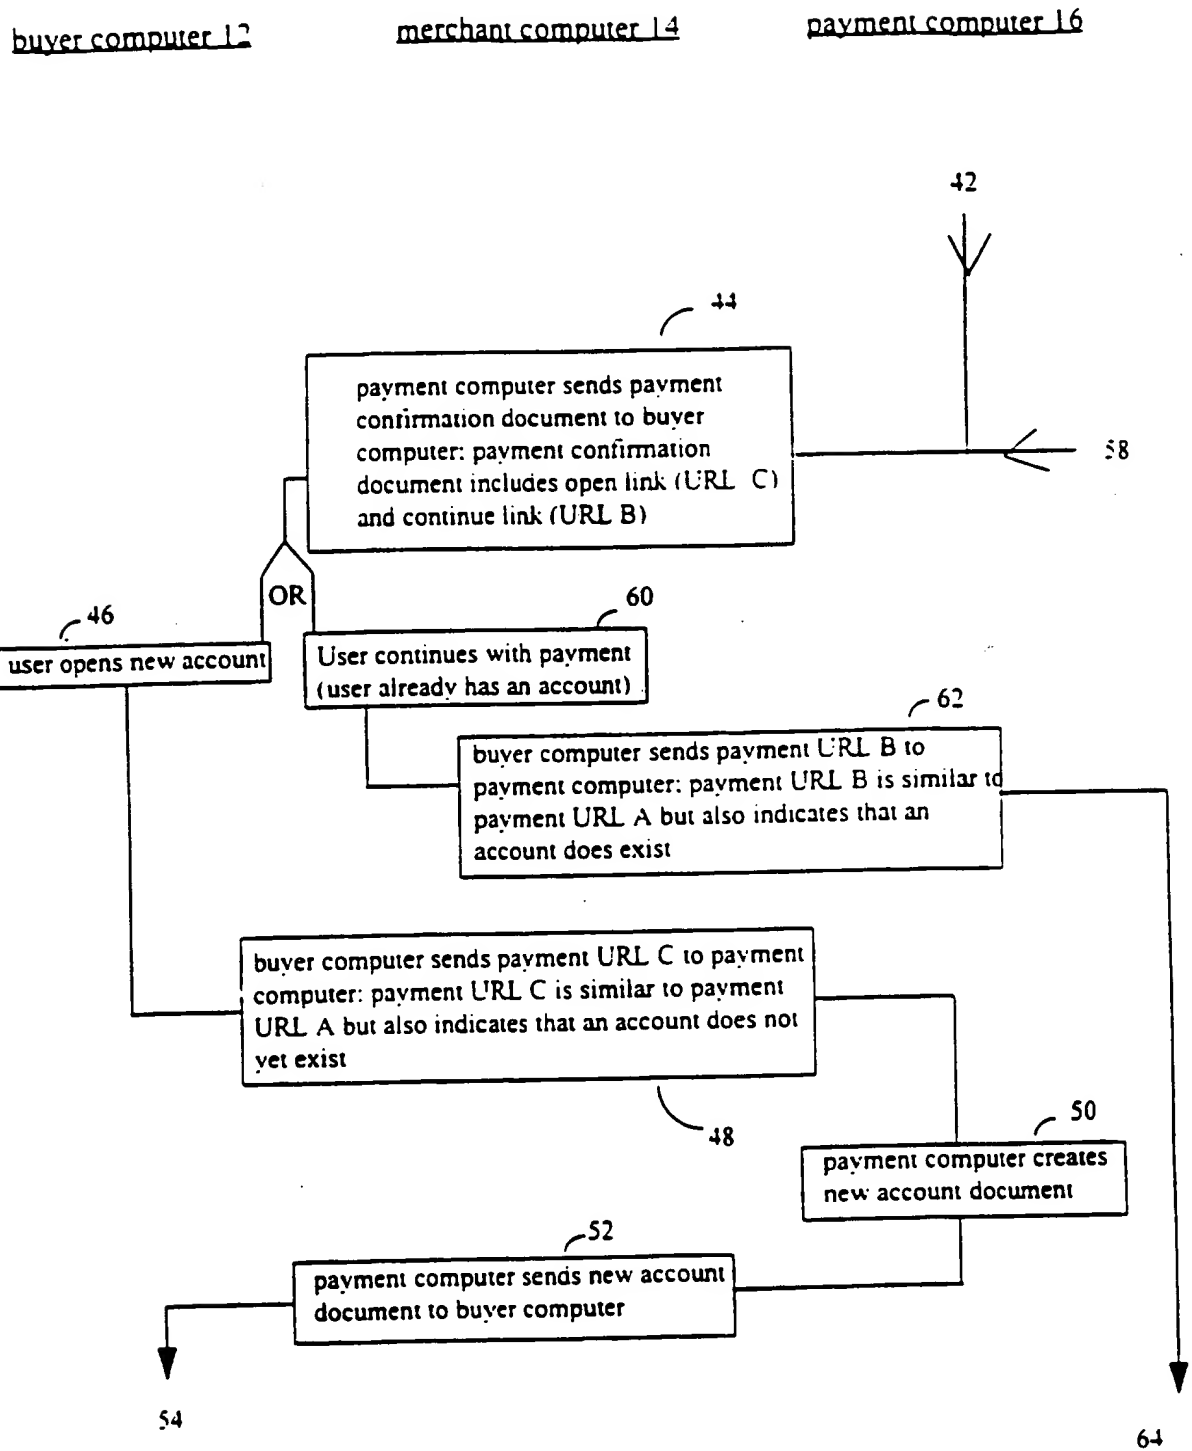 buyer computer 12
merchant computer 14
payment computer 16
42
44
payment computer sends payment
confirmation document to buyer
computer: payment confirmation
document includes open link (URL C)
and continue link (URL B)
58
OR
46
user opens new account
60
User continues with payment
(user already has an account)
62
buyer computer sends payment URL B to
payment computer: payment URL B is similar to
payment URL A but also indicates that an
account does exist
buyer computer sends payment URL C to payment
computer: payment URL C is similar to payment
URL A but also indicates that an account does not
yet exist
48
50
payment computer creates
new account document
52
payment computer sends new account
document to buyer computer
54
64